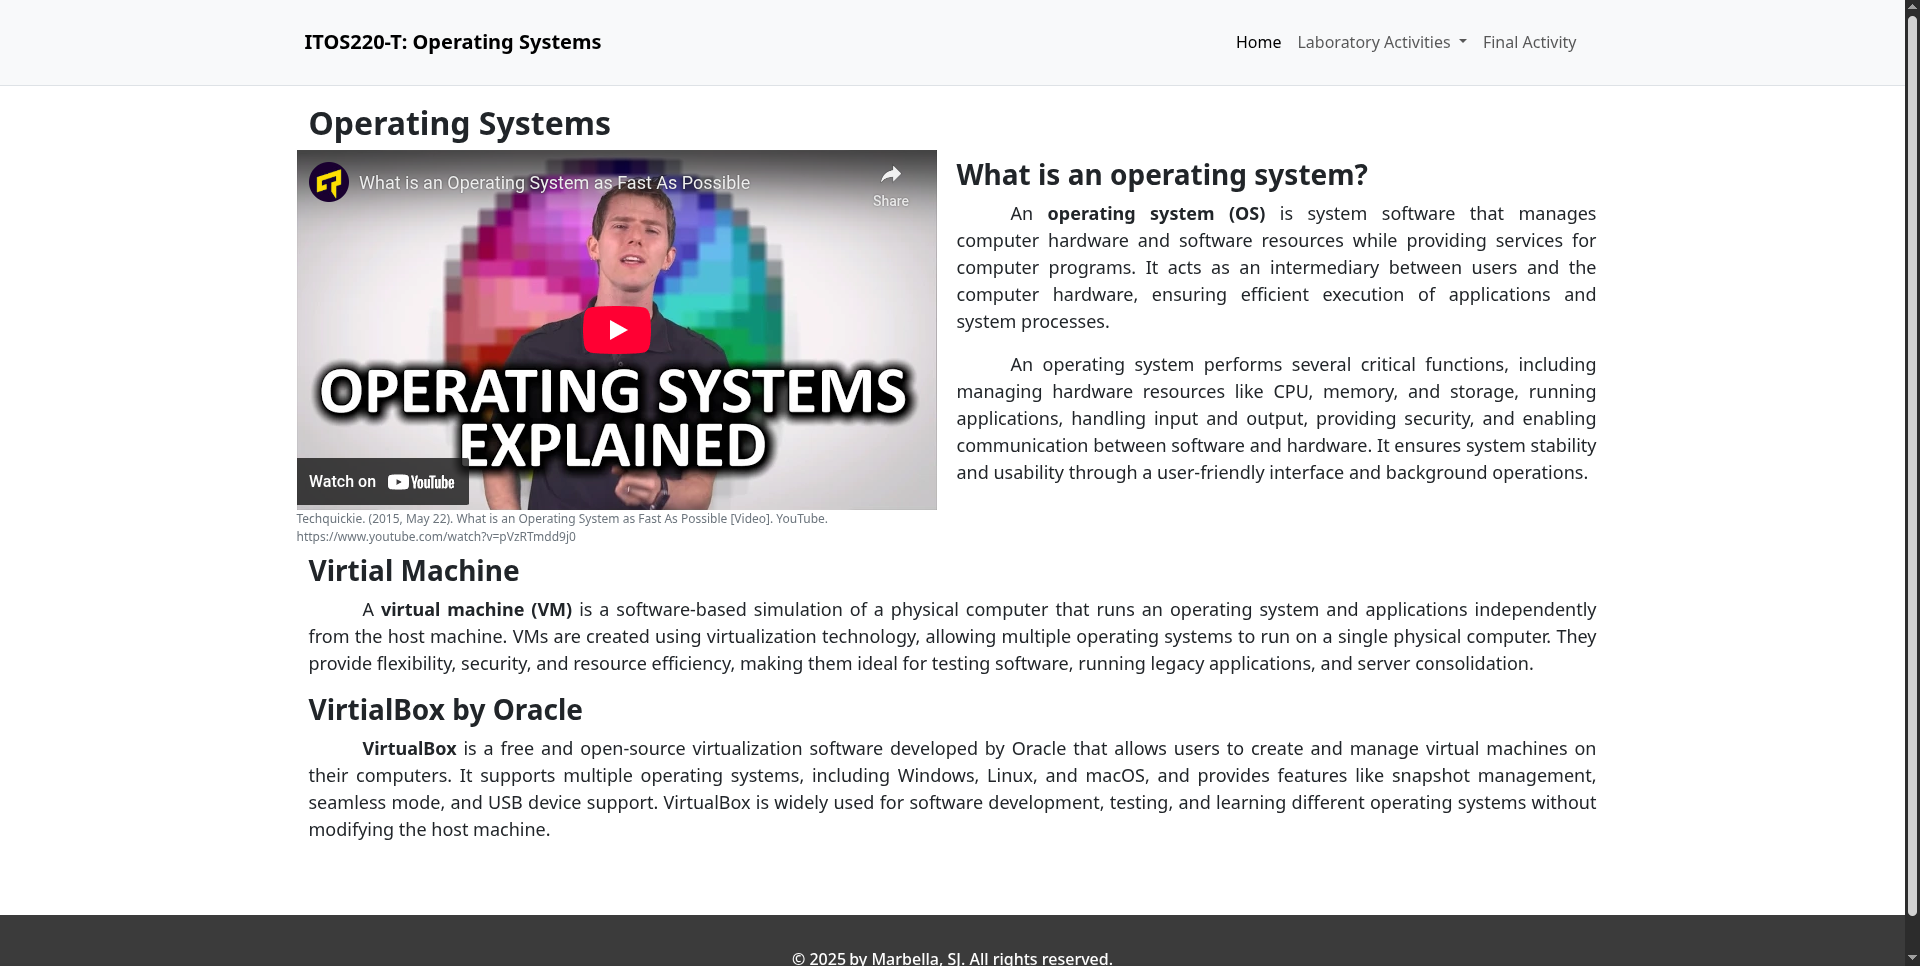 ITOS220-T: Operating Systems
Home
Laboratory Activities
Final Activity
Operating Systems
What is an Operating System as Fast As Possible
Share
OPERATING SYSTEMS
EXPLAINED
Watch on YouTube
Techquickie. (2015, May 22). What is an Operating System as Fast As Possible [Video]. YouTube.
https://www.youtube.com/watch?v=pVzRTmdd9j0
What is an operating system?
An operating system (OS) is system software that manages
computer hardware and software resources while providing services for
computer programs. It acts as an intermediary between users and the
computer hardware, ensuring efficient execution of applications and
system processes.
An operating system performs several critical functions, including
managing hardware resources like CPU, memory, and storage, running
applications, handling input and output, providing security, and enabling
communication between software and hardware. It ensures system stability
and usability through a user-friendly interface and background operations.
Virtial Machine
A virtual machine (VM) is a software-based simulation of a physical computer that runs an operating system and applications independently
from the host machine. VMs are created using virtualization technology, allowing multiple operating systems to run on a single physical computer. They
provide flexibility, security, and resource efficiency, making them ideal for testing software, running legacy applications, and server consolidation.
VirtialBox by Oracle
VirtualBox is a free and open-source virtualization software developed by Oracle that allows users to create and manage virtual machines on
their computers. It supports multiple operating systems, including Windows, Linux, and macOS, and provides features like snapshot management,
seamless mode, and USB device support. VirtualBox is widely used for software development, testing, and learning different operating systems without
modifying the host machine.
© 2025 by Marbella, SJ. All rights reserved.